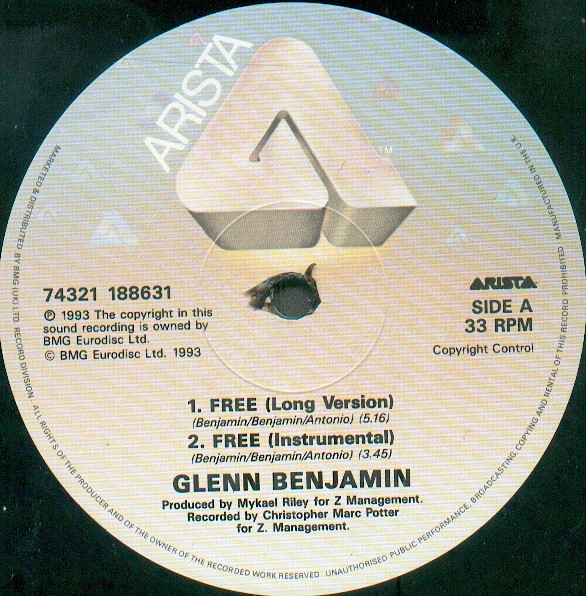 ARISTA
TM
74321 188631
℗ 1993 The copyright in this
sound recording is owned by
BMG Eurodisc Ltd.
© BMG Eurodisc Ltd. 1993
ARISTA
SIDE A
33 RPM
Copyright Control
1. FREE (Long Version)
(Benjamin/Benjamin/Antonio) (5.16)
2. FREE (Instrumental)
(Benjamin/Benjamin/Antonio) (3.45)
GLENN BENJAMIN
Produced by Mykael Riley for Z Management.
Recorded by Christopher Marc Potter
for Z. Management.
MARKETED & DISTRIBUTED BY BMG (UK) LTD. RECORD DIVISION · ALL RIGHTS OF THE PRODUCER AND OF THE OWNER OF THE RECORDED WORK RESERVED · UNAUTHORISED PUBLIC PERFORMANCE, BROADCASTING, COPYING AND RENTAL OF THIS RECORD PROHIBITED MANUFACTURED IN THE U.K.